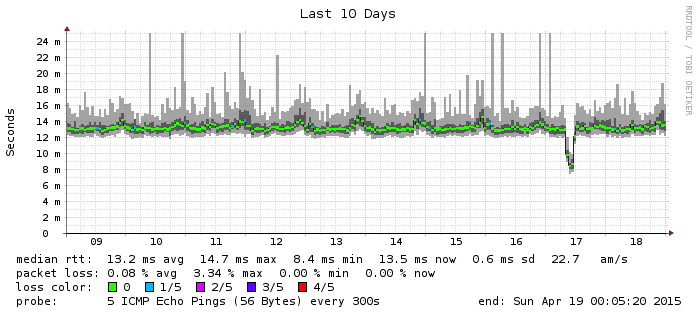 Last 10 Days
RRDTOOL / TOBI OETIKER
Seconds
24 m
22 m
20 m
18 m
16 m
14 m
12 m
10 m
8 m
6 m
4 m
2 m
0
09 10 11 12 13 14 15 16 17 18
median rtt: 13.2 ms avg 14.7 ms max 8.4 ms min 13.5 ms now 0.6 ms sd 22.7 am/s
packet loss: 0.08 % avg 3.34 % max 0.00 % min 0.00 % now
loss color: 0 1/5 2/5 3/5 4/5
probe: 5 ICMP Echo Pings (56 Bytes) every 300s end: Sun Apr 19 00:05:20 2015